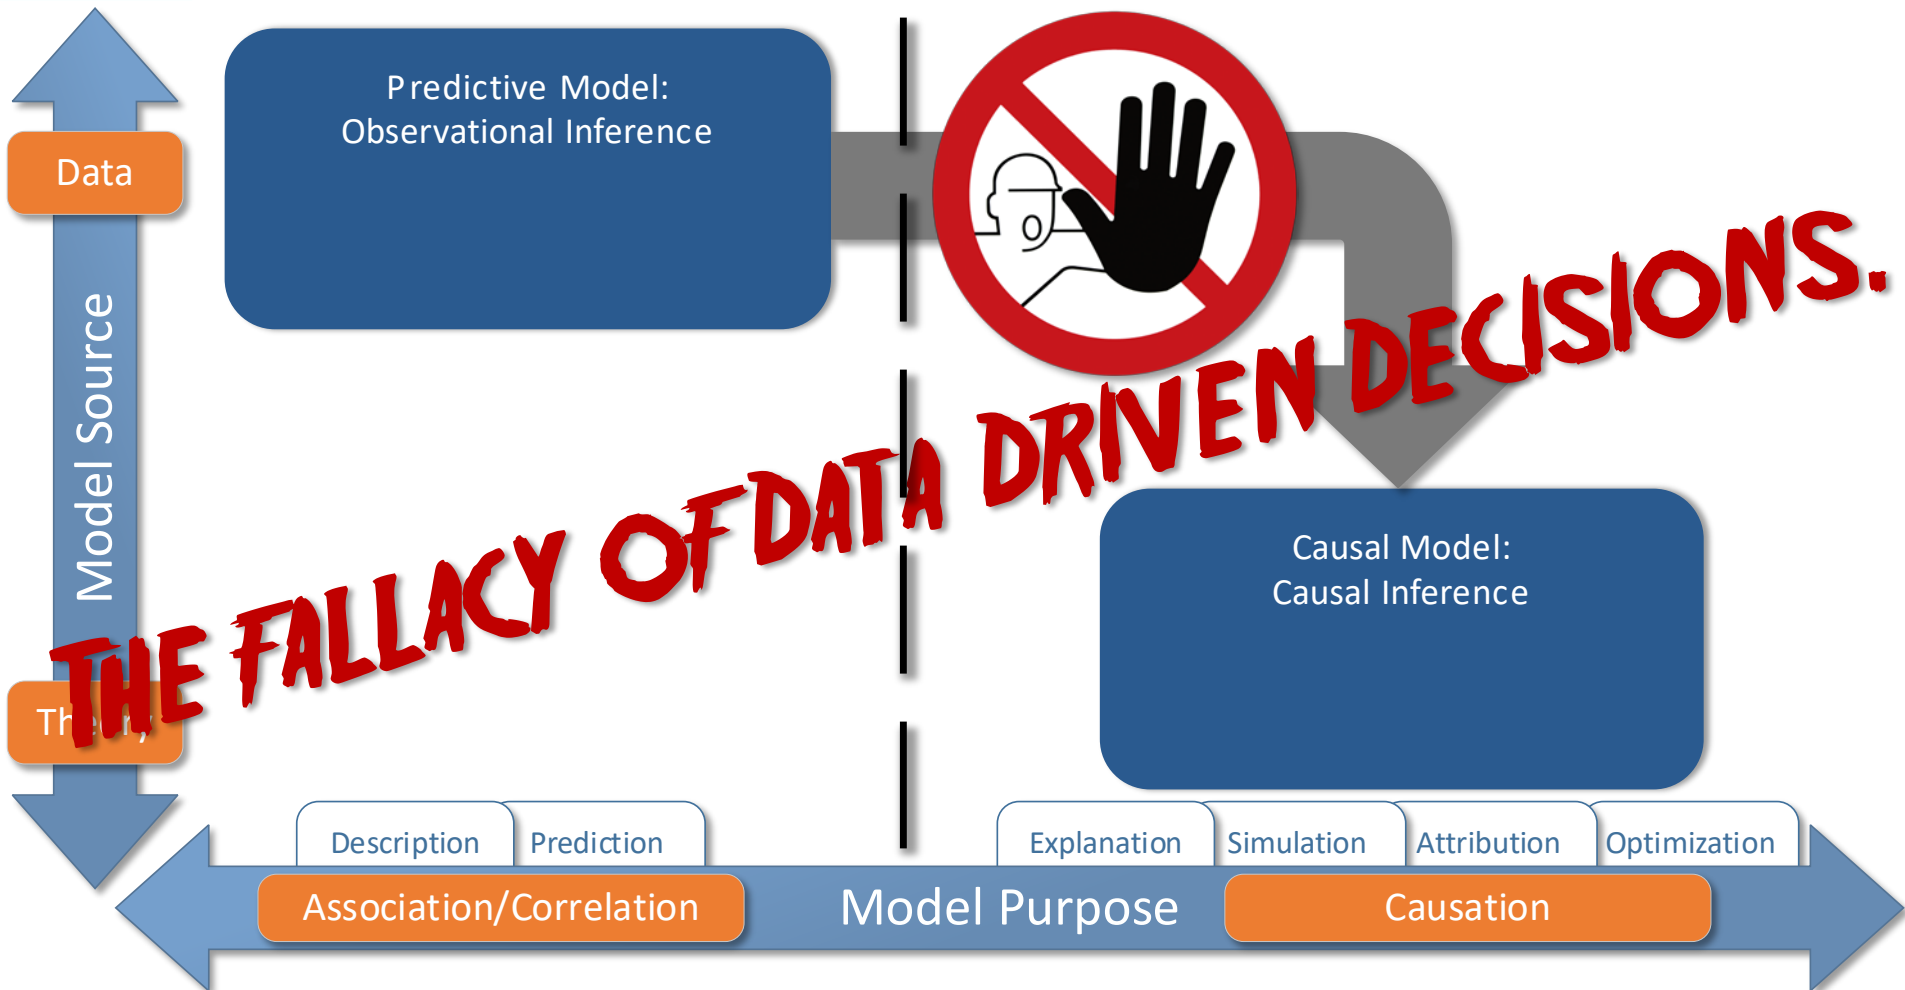 Predictive Model:
Observational Inference
Data
Model Source
THE FALLACY OF DATA DRIVEN DECISIONS.
Causal Model:
Causal Inference
Theory
Description
Prediction
Explanation
Simulation
Attribution
Optimization
Association/Correlation
Model Purpose
Causation